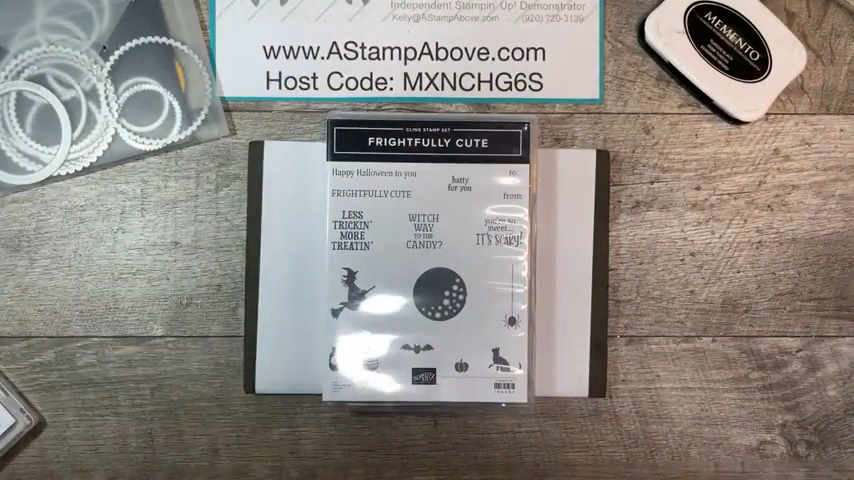 Independent Stampin' Up! Demonstrator
Kelly@AStampAbove.com (920) 720-3139
www.AStampAbove.com
Host Code: MXNCHG6S
MEMENTO
CLING STAMP SET
FRIGHTFULLY CUTE
Happy Halloween to you
to:
batty
for you
FRIGHTFULLY CUTE
from:
LESS
TRICKIN'
MORE
TREATIN'
WITCH
WAY
TO THE
CANDY?
you're so
sweet...
IT'S SCARY!